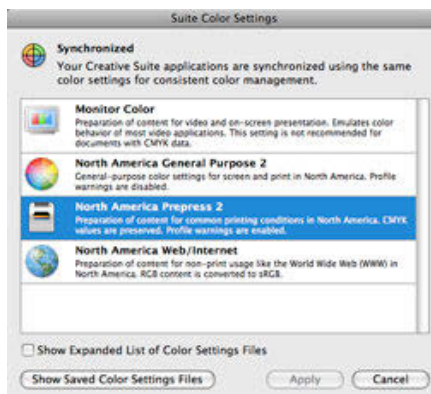 Suite Color Settings
Synchronized
Your Creative Suite applications are synchronized using the same
color settings for consistent color management.
Monitor Color
Preparation of content for video and on-screen presentation. Emulates color
behavior of most video applications. This setting is not recommended for
documents with CMYK data.
North America General Purpose 2
General-purpose color settings for screen and print in North America. Profile
warnings are disabled.
North America Prepress 2
Preparation of content for common printing conditions in North America. CMYK
values are preserved. Profile warnings are enabled.
North America Web/Internet
Preparation of content for non-print usage like the World Wide Web (WWW) in
North America. RGB content is converted to sRGB.
Show Expanded List of Color Settings Files
Show Saved Color Settings Files
Apply
Cancel